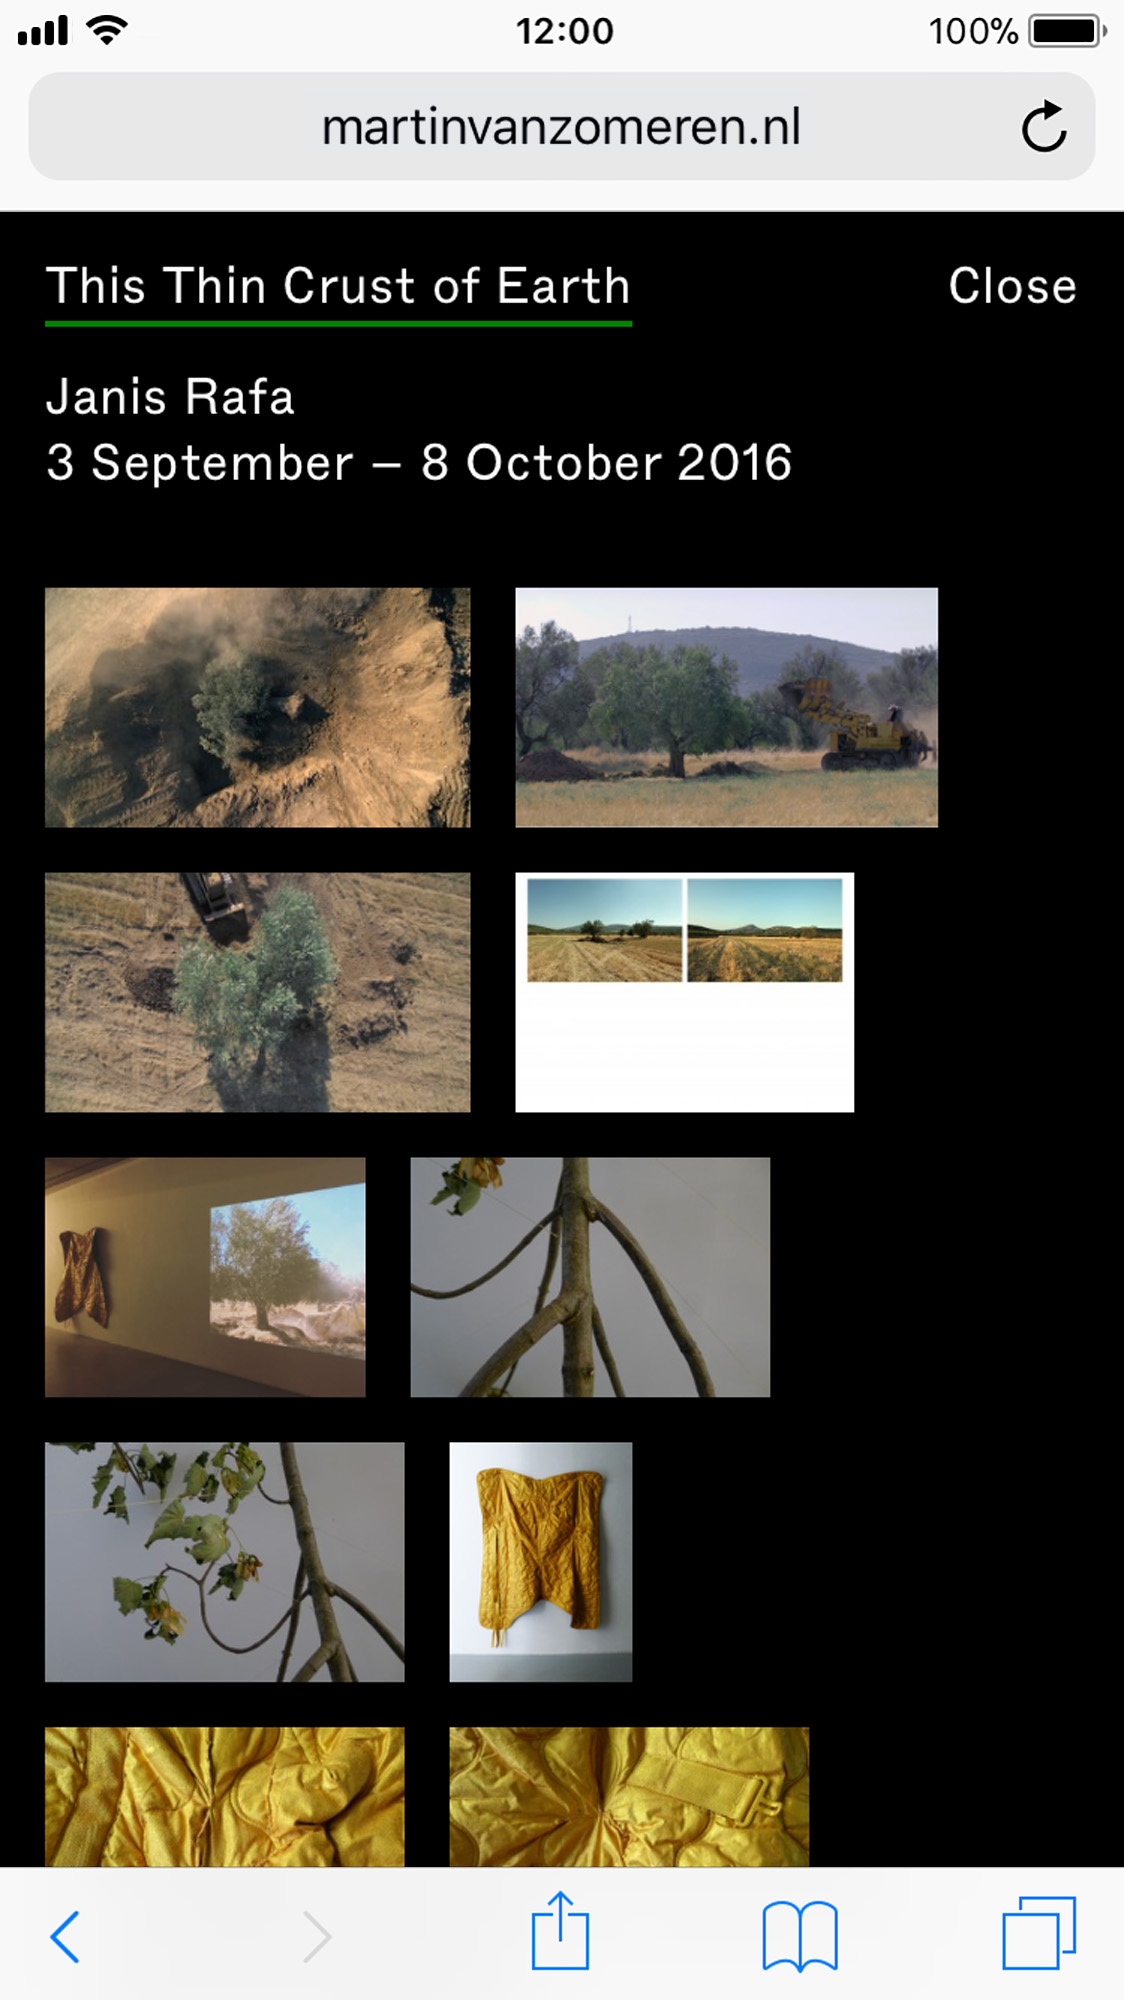 12:00
100%
martinvanzomeren.nl
This Thin Crust of Earth
Close
Janis Rafa
3 September – 8 October 2016